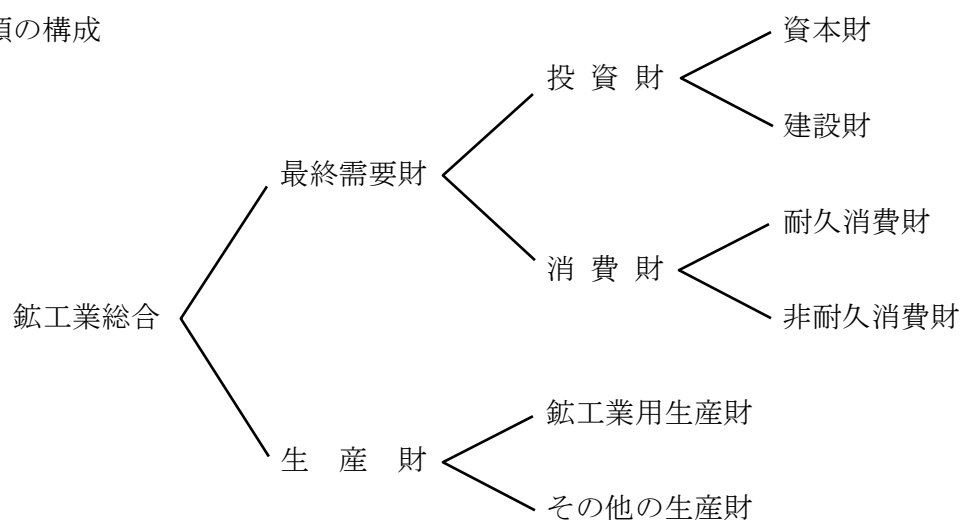 類の構成
資本財
投 資 財
建設財
最終需要財
耐久消費財
消 費 財
非耐久消費財
鉱工業総合
鉱工業用生産財
生 産 財
その他の生産財